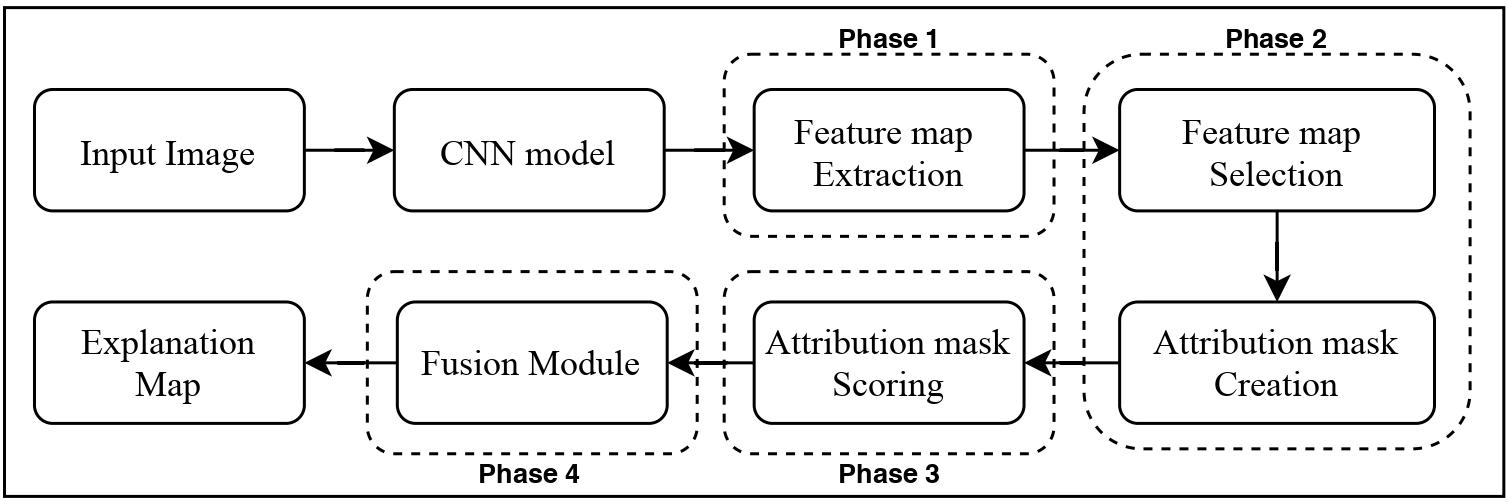 Phase 1
Phase 2
Input Image
CNN model
Feature map
Extraction
Feature map
Selection
Explanation
Map
Fusion Module
Attribution mask
Scoring
Attribution mask
Creation
Phase 4
Phase 3